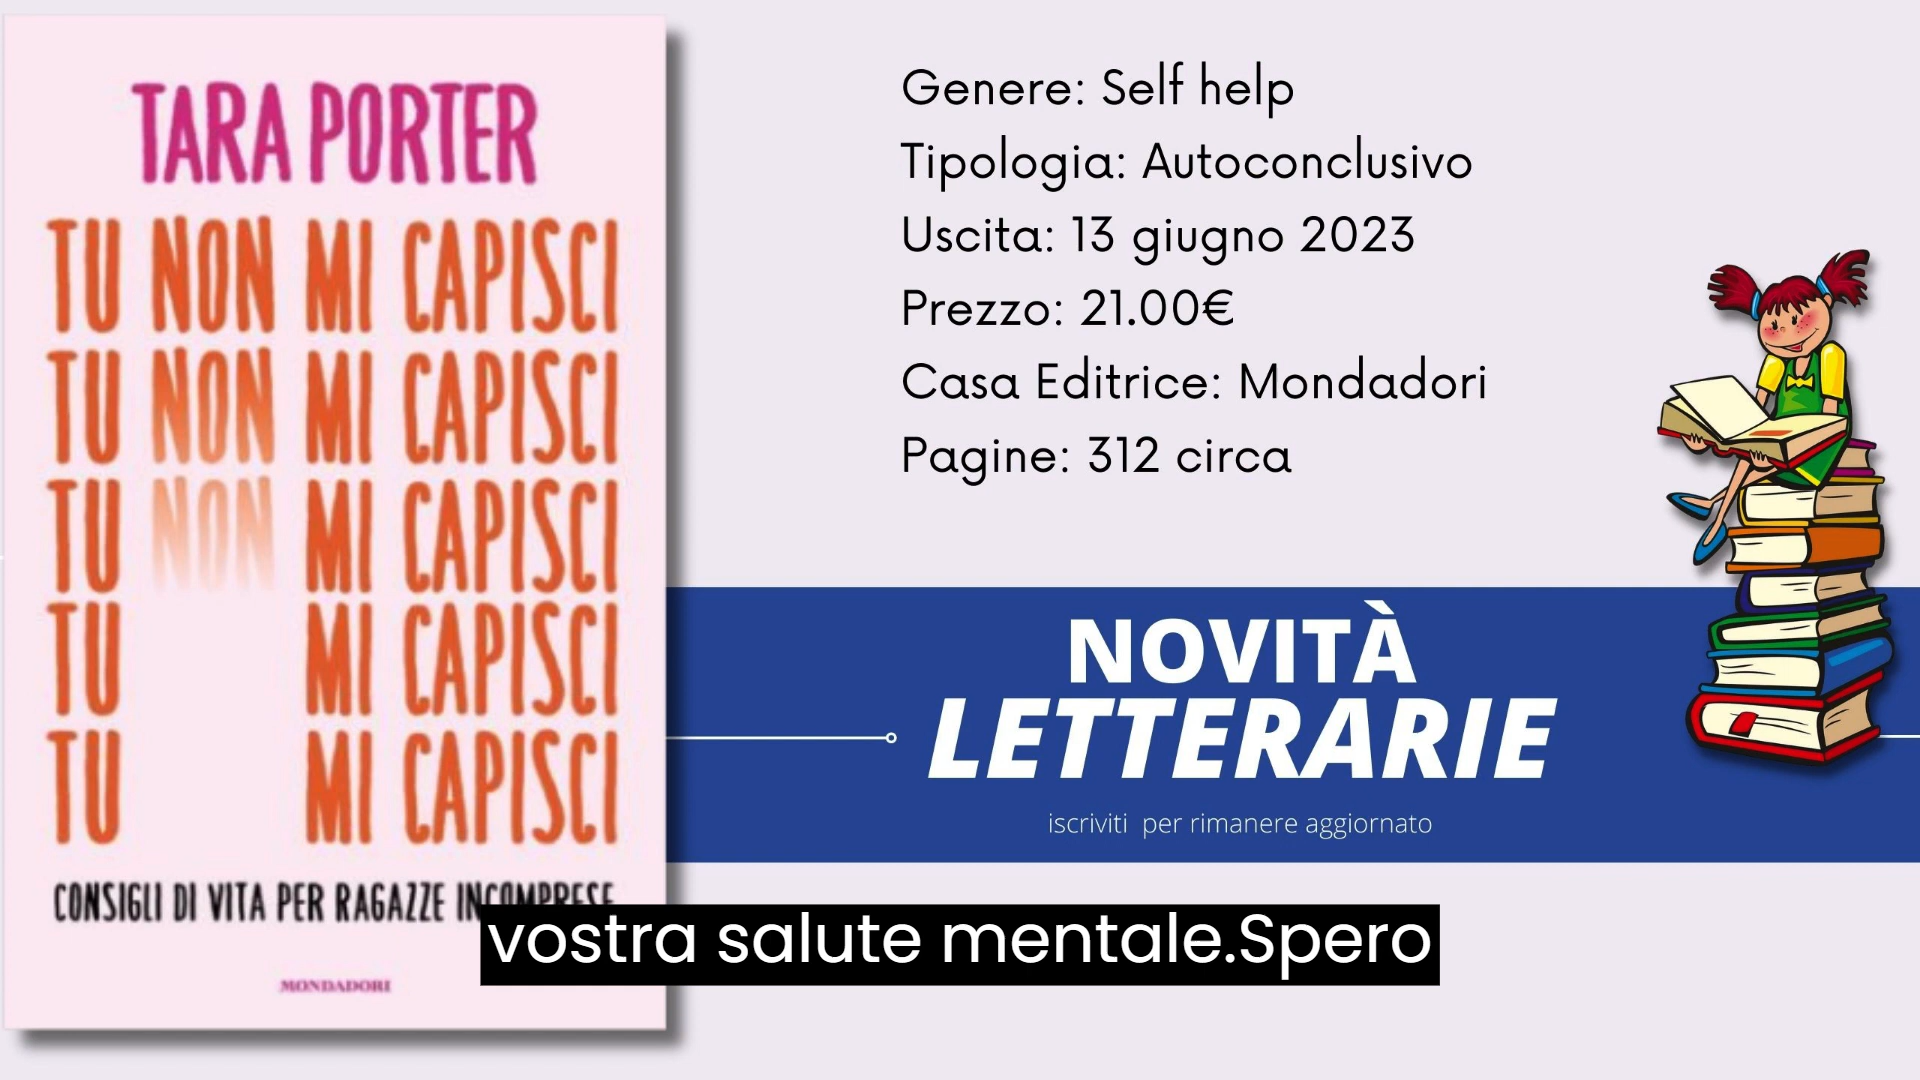 TARA PORTER
TU NON MI CAPISCI
TU NON MI CAPISCI
TU NON MI CAPISCI
TU MI CAPISCI
TU MI CAPISCI
CONSIGLI DI VITA PER RAGAZZE INCOMPRESE
MONDADORI
Genere: Self help
Tipologia: Autoconclusivo
Uscita: 13 giugno 2023
Prezzo: 21.00€
Casa Editrice: Mondadori
Pagine: 312 circa
NOVITÀ
LETTERARIE
iscriviti per rimanere aggiornato
vostra salute mentale.Spero